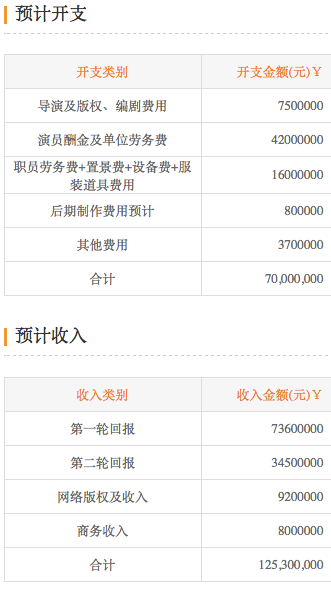 预计开支
开支类别 开支金额(元)￥
导演及版权、编剧费用 7500000
演员酬金及单位劳务费 42000000
职员劳务费+置景费+设备费+服
装道具费用 16000000
后期制作费用预计 800000
其他费用 3700000
合计 70,000,000
预计收入
收入类别 收入金额(元)￥
第一轮回报 73600000
第二轮回报 34500000
网络版权及收入 9200000
商务收入 8000000
合计 125,300,000